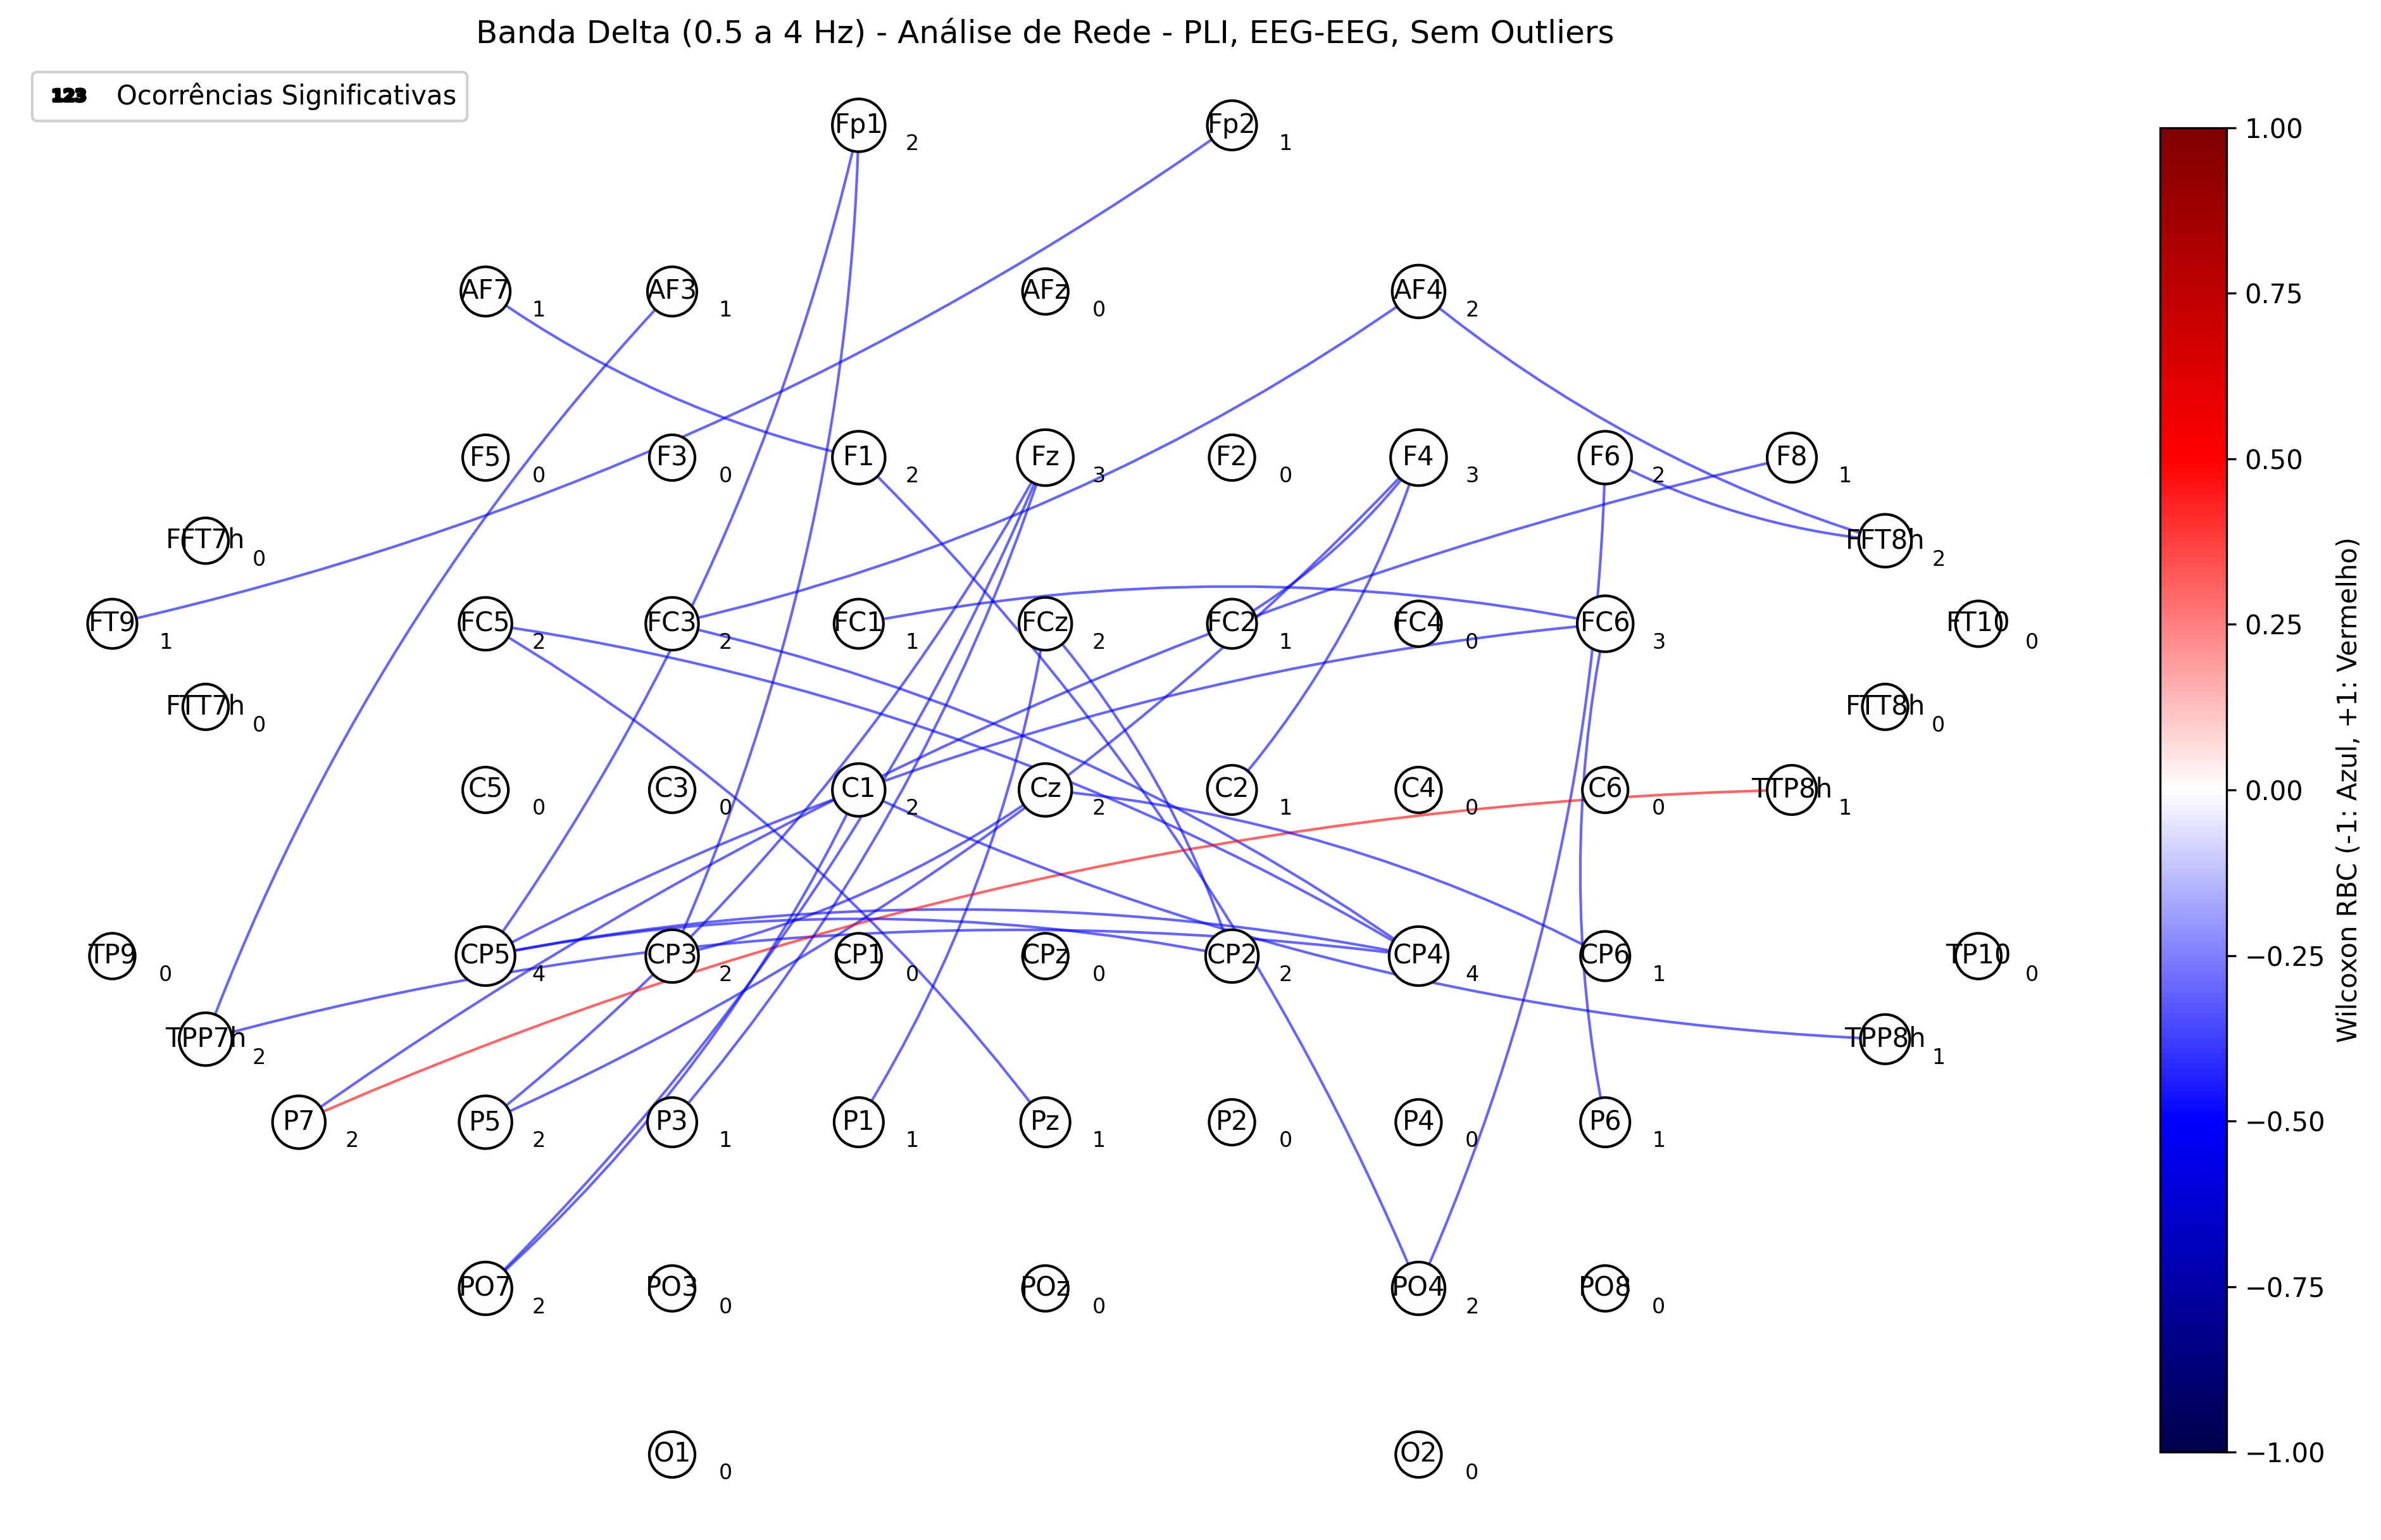 Banda Delta (0.5 a 4 Hz) - Análise de Rede - PLI, EEG-EEG, Sem Outliers
123 Ocorrências Significativas
Fp1 2
Fp2 1
AF7 1
AF3 1
AFz 0
AF4 2
F5 0
F3 0
F1 2
Fz 3
F2 0
F4 3
F6 2
F8 1
FFT7h 0
FFT8h 2
FT9 1
FC5 2
FC3 2
FC1 1
FCz 2
FC2 1
FC4 0
FC6 3
FT10 0
FTT7h 0
FTT8h 0
C5 0
C3 0
C1 2
Cz 2
C2 1
C4 0
C6 0
TTP8h 1
TP9 0
CP5 4
CP3 2
CP1 0
CPz 0
CP2 2
CP4 4
CP6 1
TP10 0
TPP7h 2
TPP8h 1
P7 2
P5 2
P3 1
P1 1
Pz 1
P2 0
P4 0
P6 1
PO7 2
PO3 0
POz 0
PO4 2
PO8 0
O1 0
O2 0
1.00
0.75
0.50
0.25
0.00
−0.25
−0.50
−0.75
−1.00
Wilcoxon RBC (-1: Azul, +1: Vermelho)